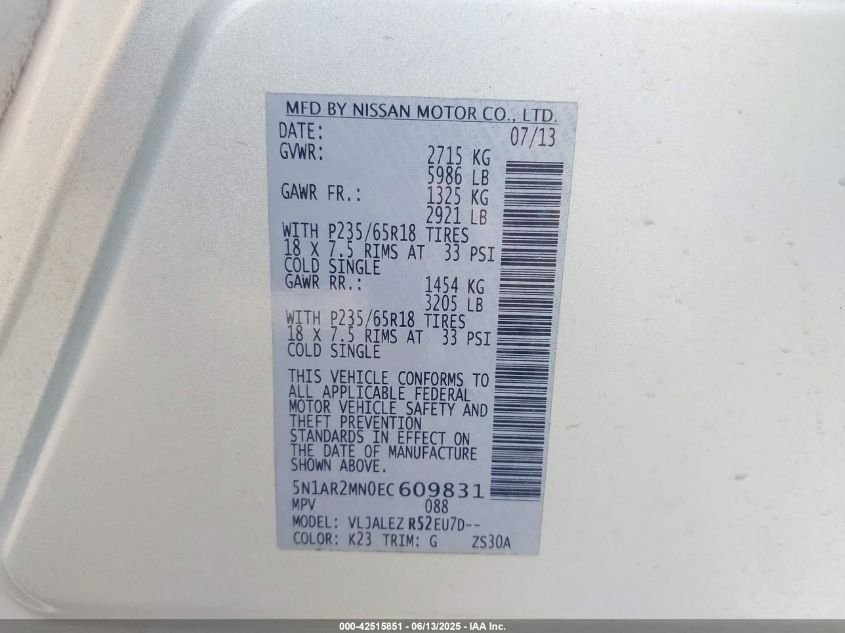 MFD BY NISSAN MOTOR CO., LTD.
DATE: 07/13
GVWR: 2715 KG
5986 LB
GAWR FR.: 1325 KG
2921 LB
WITH P235/65R18 TIRES
18 X 7.5 RIMS AT 33 PSI
COLD SINGLE
GAWR RR.: 1454 KG
3205 LB
WITH P235/65R18 TIRES
18 X 7.5 RIMS AT 33 PSI
COLD SINGLE
THIS VEHICLE CONFORMS TO
ALL APPLICABLE FEDERAL
MOTOR VEHICLE SAFETY AND
THEFT PREVENTION
STANDARDS IN EFFECT ON
THE DATE OF MANUFACTURE
SHOWN ABOVE.
5N1AR2MN0EC609831
MPV 088
MODEL: VLJALEZ R52EU7D--
COLOR: K23 TRIM: G ZS30A
000-42515851 - 06/13/2025 - IAA Inc.